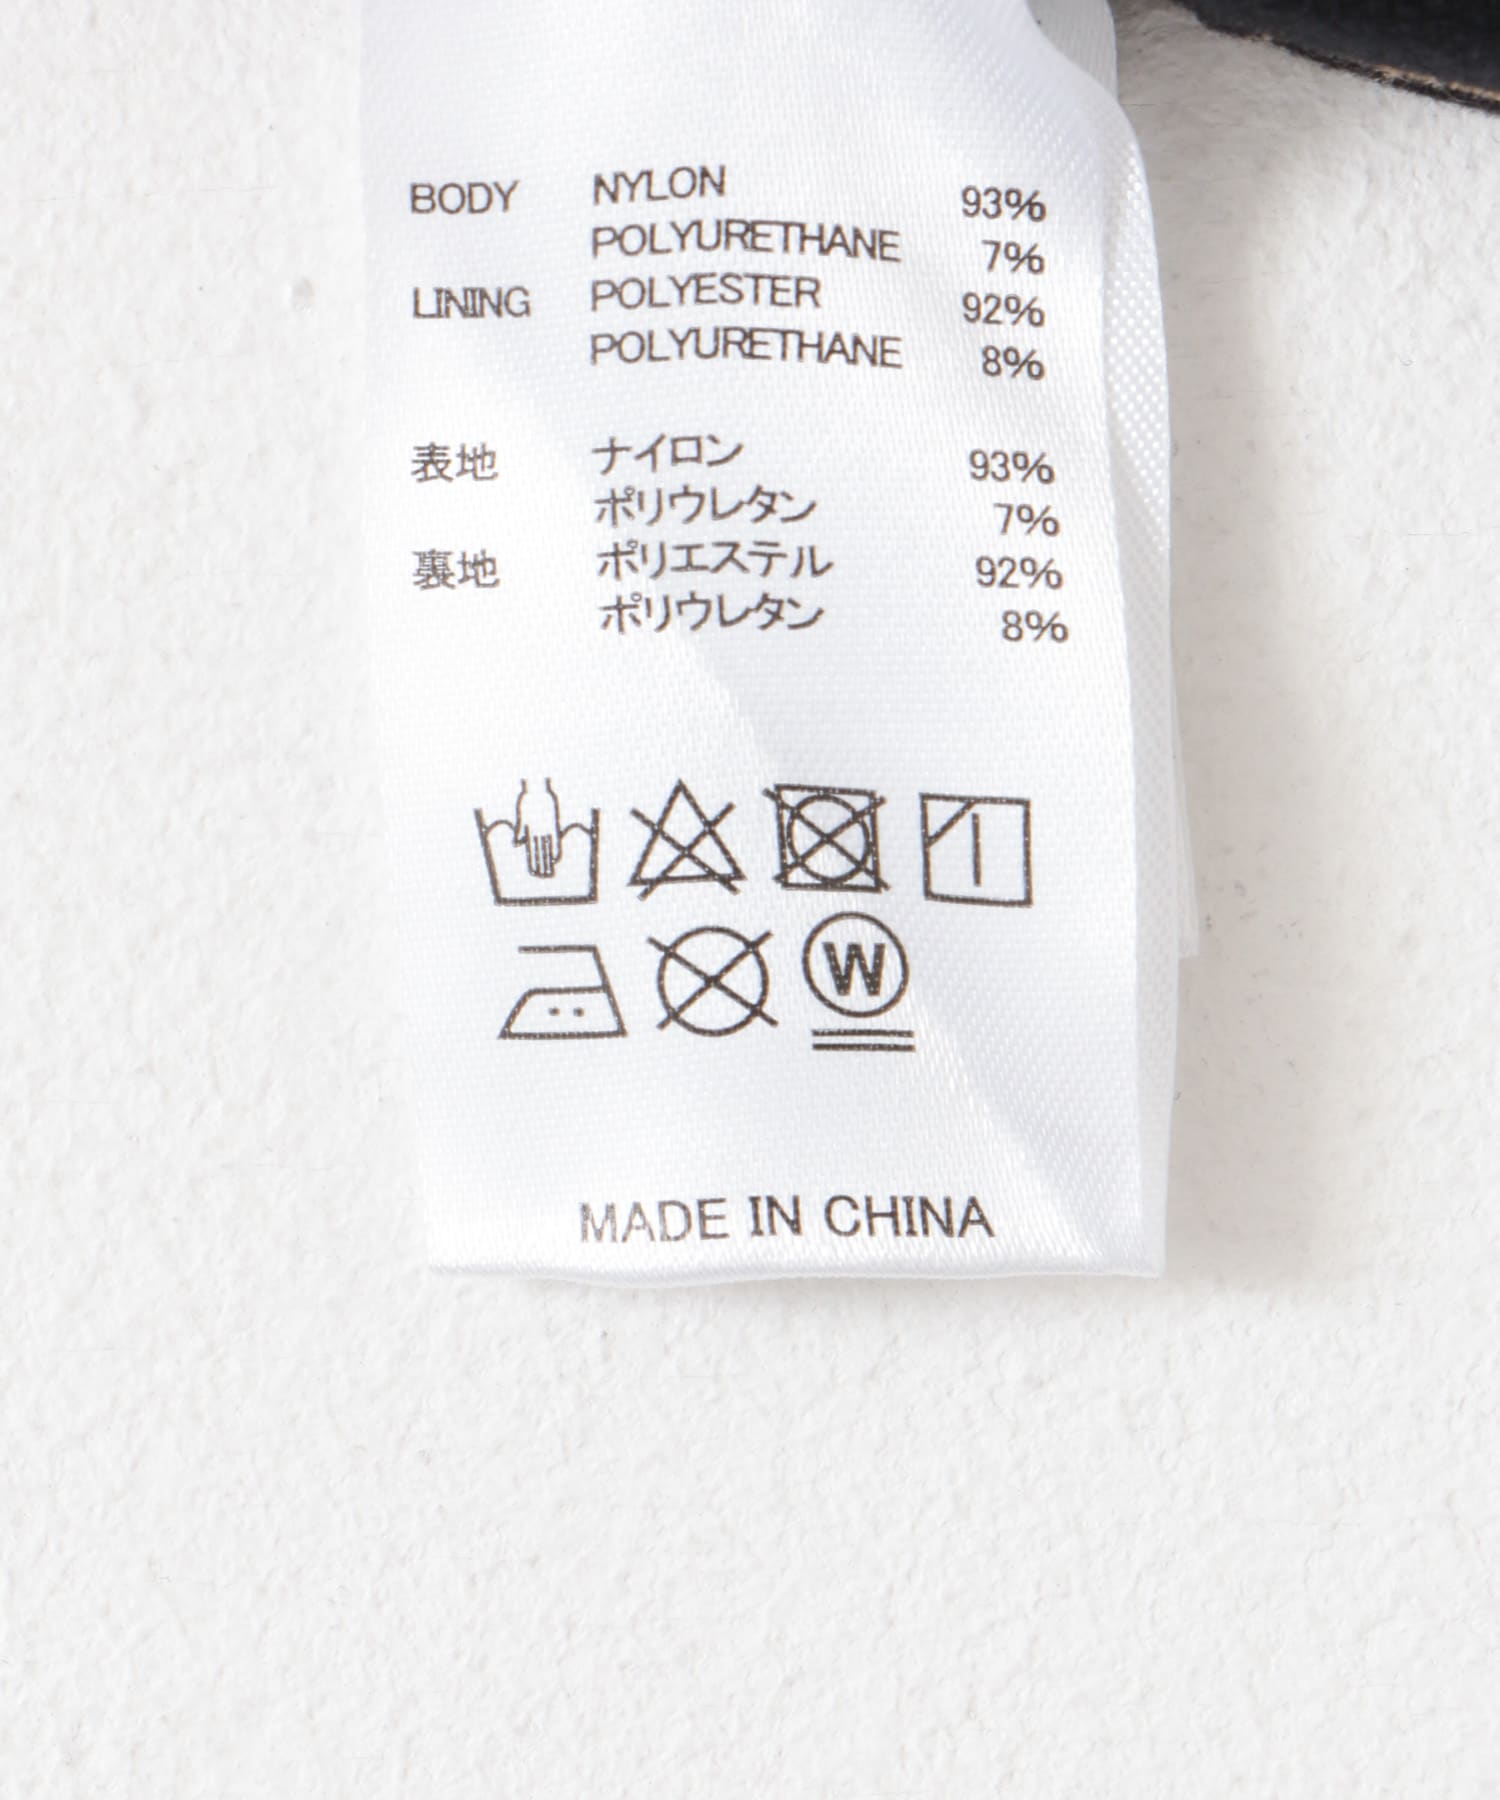 BODY NYLON 93%
POLYURETHANE 7%
LINING POLYESTER 92%
POLYURETHANE 8%
表地 ナイロン 93%
ポリウレタン 7%
裏地 ポリエステル 92%
ポリウレタン 8%
W
MADE IN CHINA